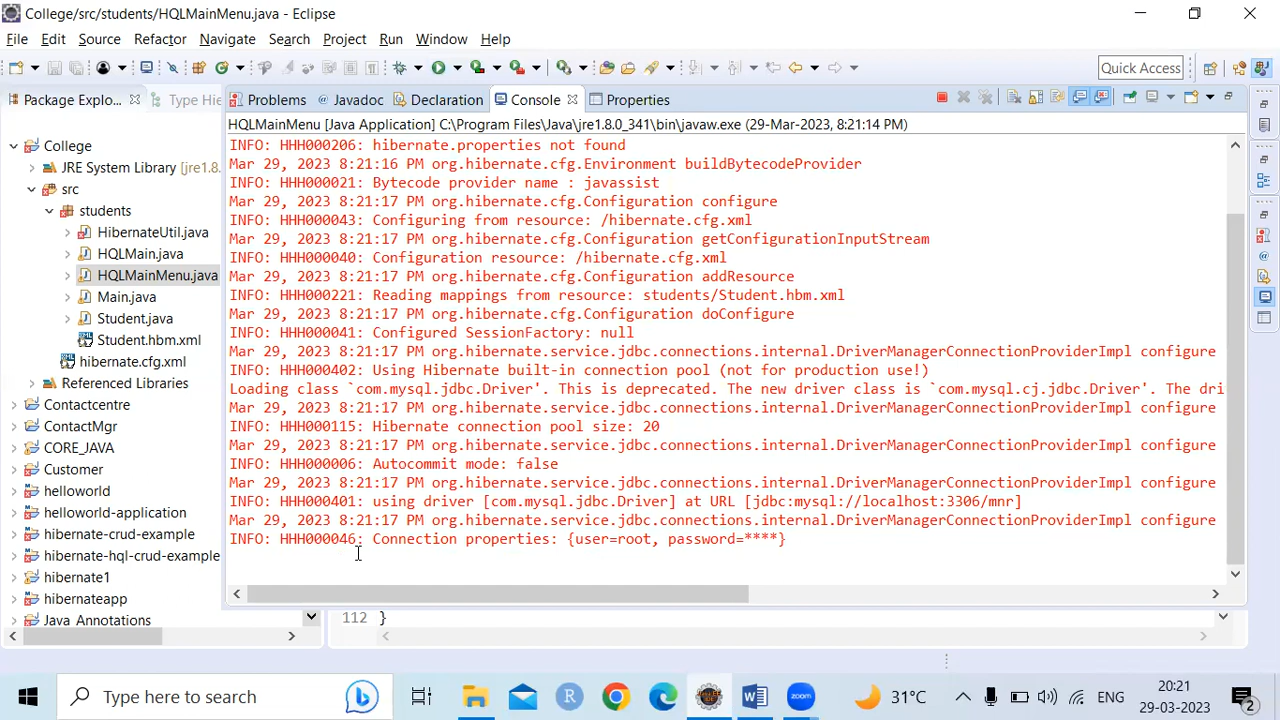 College/src/students/HQLMainMenu.java - Eclipse
File Edit Source Refactor Navigate Search Project Run Window Help
Quick Access
Package Explo... Type Hie
Problems @ Javadoc Declaration Console Properties
HQLMainMenu [Java Application] C:\Program Files\Java\jre1.8.0_341\bin\javaw.exe (29-Mar-2023, 8:21:14 PM)
College
JRE System Library [jre1.8.
src
students
HibernateUtil.java
HQLMain.java
HQLMainMenu.java
Main.java
Student.java
Student.hbm.xml
hibernate.cfg.xml
Referenced Libraries
Contactcentre
ContactMgr
CORE_JAVA
Customer
helloworld
helloworld-application
hibernate-crud-example
hibernate-hql-crud-example
hibernate1
hibernateapp
Java Annotations
INFO: HHH000206: hibernate.properties not found
Mar 29, 2023 8:21:16 PM org.hibernate.cfg.Environment buildBytecodeProvider
INFO: HHH000021: Bytecode provider name : javassist
Mar 29, 2023 8:21:17 PM org.hibernate.cfg.Configuration configure
INFO: HHH000043: Configuring from resource: /hibernate.cfg.xml
Mar 29, 2023 8:21:17 PM org.hibernate.cfg.Configuration getConfigurationInputStream
INFO: HHH000040: Configuration resource: /hibernate.cfg.xml
Mar 29, 2023 8:21:17 PM org.hibernate.cfg.Configuration addResource
INFO: HHH000221: Reading mappings from resource: students/Student.hbm.xml
Mar 29, 2023 8:21:17 PM org.hibernate.cfg.Configuration doConfigure
INFO: HHH000041: Configured SessionFactory: null
Mar 29, 2023 8:21:17 PM org.hibernate.service.jdbc.connections.internal.DriverManagerConnectionProviderImpl configure
INFO: HHH000402: Using Hibernate built-in connection pool (not for production use!)
Loading class `com.mysql.jdbc.Driver'. This is deprecated. The new driver class is `com.mysql.cj.jdbc.Driver'. The dri
Mar 29, 2023 8:21:17 PM org.hibernate.service.jdbc.connections.internal.DriverManagerConnectionProviderImpl configure
INFO: HHH000115: Hibernate connection pool size: 20
Mar 29, 2023 8:21:17 PM org.hibernate.service.jdbc.connections.internal.DriverManagerConnectionProviderImpl configure
INFO: HHH000006: Autocommit mode: false
Mar 29, 2023 8:21:17 PM org.hibernate.service.jdbc.connections.internal.DriverManagerConnectionProviderImpl configure
INFO: HHH000401: using driver [com.mysql.jdbc.Driver] at URL [jdbc:mysql://localhost:3306/mnr]
Mar 29, 2023 8:21:17 PM org.hibernate.service.jdbc.connections.internal.DriverManagerConnectionProviderImpl configure
INFO: HHH000046: Connection properties: {user=root, password=****}
112 }
Type here to search
31°C
ENG
20:21
29-03-2023
2